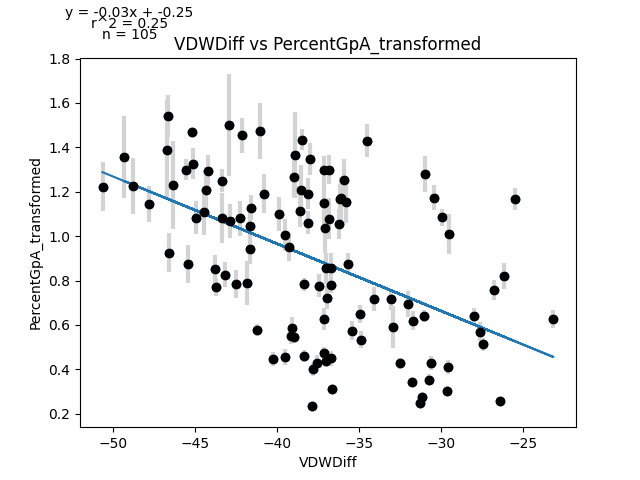 y = -0.03x + -0.25
r^2 = 0.25
n = 105
VDWDiff vs PercentGpA_transformed
1.8
1.6
1.4
1.2
1.0
0.8
0.6
0.4
0.2
PercentGpA_transformed
−50
−45
−40
−35
−30
−25
VDWDiff